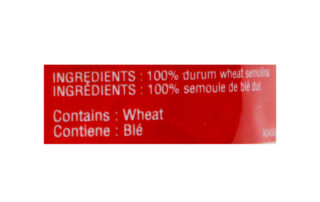 INGREDIENTS : 100% durum wheat semolina
INGRÉDIENTS : 100% semoule de blé dur.
Contains : Wheat
Contiene : Blé